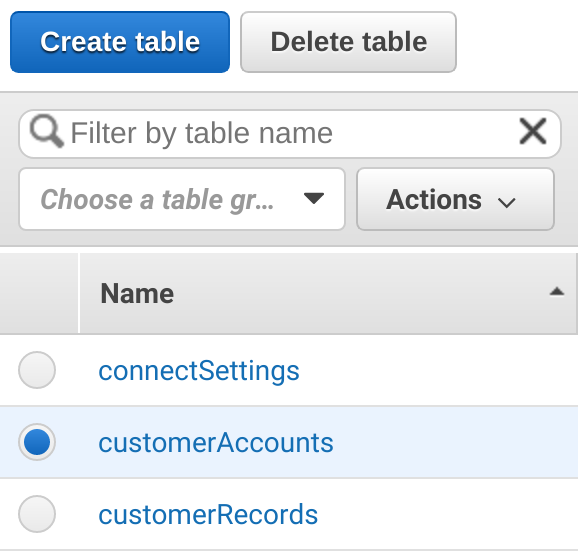 Create table Delete table
Filter by table name
Choose a table gr... Actions
Name
connectSettings
customerAccounts
customerRecords